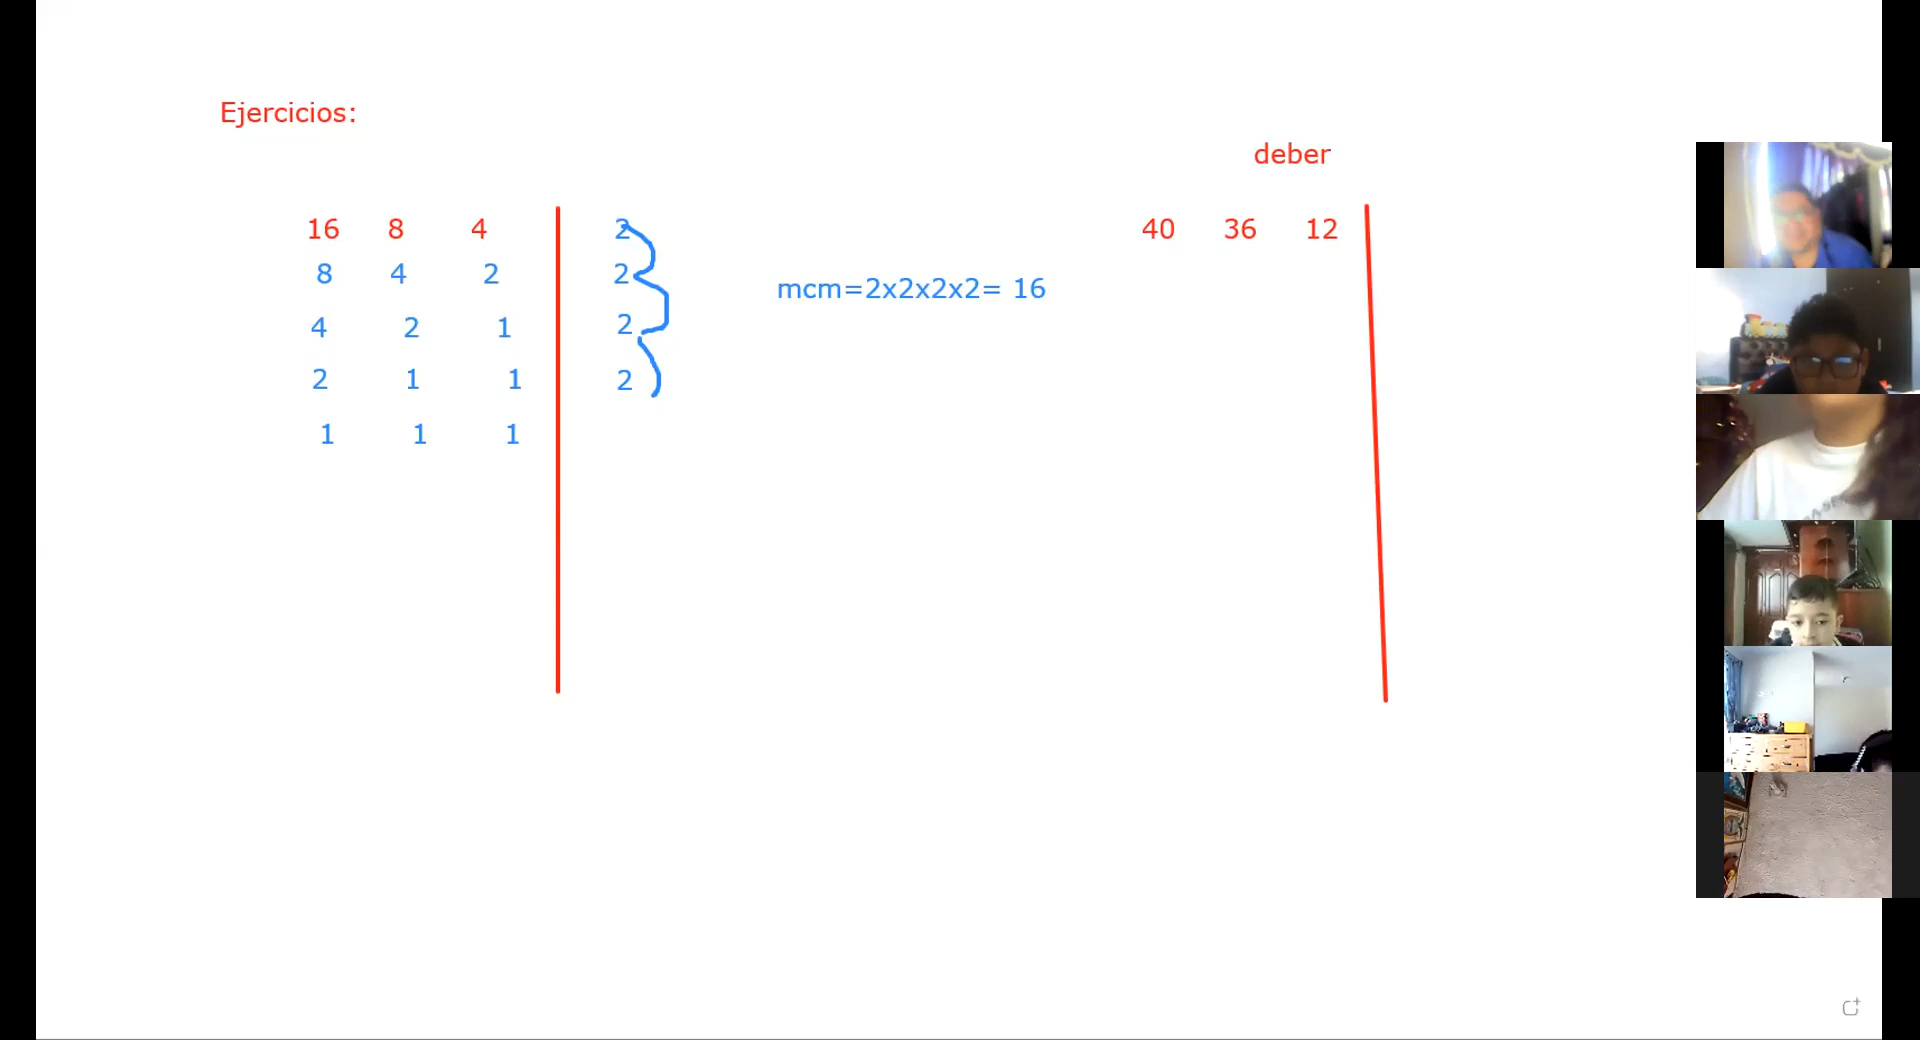 Ejercicios:
deber
16 8 4 2
8 4 2 2
4 2 1 2
2 1 1 2
1 1 1
mcm=2x2x2x2= 16
40 36 12